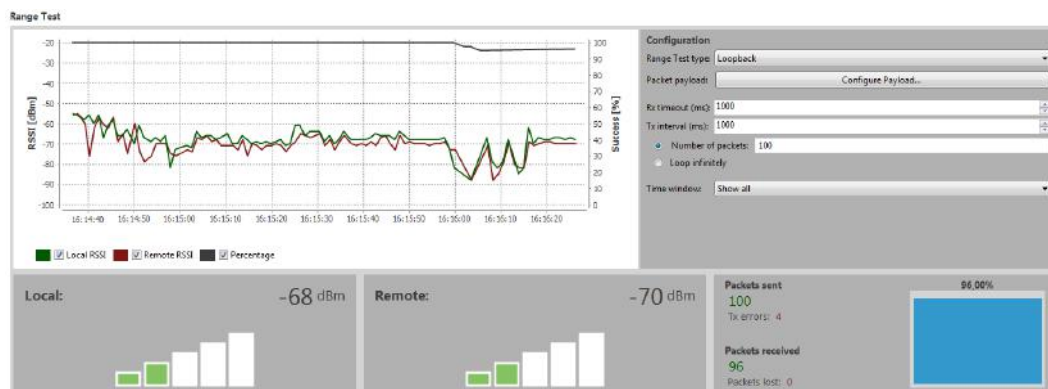 Range Test
-20
-30
-40
-50
-60
-70
-80
-90
-100
RSSI [dBm]
100
90
80
70
60
50
40
30
20
10
0
Success [%]
16:14:40 16:14:50 16:15:00 16:15:10 16:15:20 16:15:30 16:15:40 16:15:50 16:16:00 16:16:10 16:16:20
Local RSSI Remote RSSI Percentage
Configuration
Range Test type: Loopback
Packet payload: Configure Payload...
Rx timeout (ms): 1000
Tx interval (ms): 1000
Number of packets: 100
Loop infinitely
Time window: Show all
Local: -68 dBm
Remote: -70 dBm
Packets sent
100
Tx errors: 4
Packets received
96
Packets lost: 0
96,00%